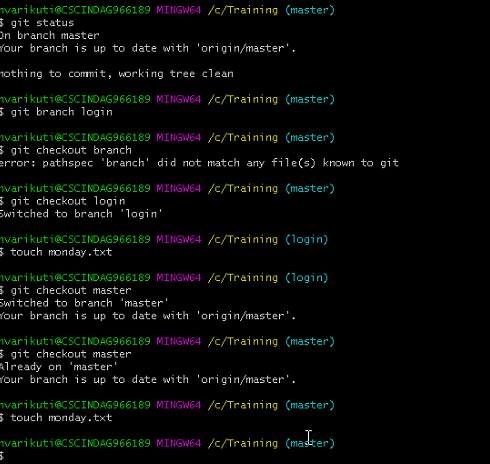 nvarikuti@CSCINDAG966189 MINGW64 /c/Training (master)
$ git status
On branch master
Your branch is up to date with 'origin/master'.
nothing to commit, working tree clean
nvarikuti@CSCINDAG966189 MINGW64 /c/Training (master)
$ git branch login
nvarikuti@CSCINDAG966189 MINGW64 /c/Training (master)
$ git checkout branch
error: pathspec 'branch' did not match any file(s) known to git
nvarikuti@CSCINDAG966189 MINGW64 /c/Training (master)
$ git checkout login
Switched to branch 'login'
nvarikuti@CSCINDAG966189 MINGW64 /c/Training (login)
$ touch monday.txt
nvarikuti@CSCINDAG966189 MINGW64 /c/Training (login)
$ git checkout master
Switched to branch 'master'
Your branch is up to date with 'origin/master'.
nvarikuti@CSCINDAG966189 MINGW64 /c/Training (master)
$ git checkout master
Already on 'master'
Your branch is up to date with 'origin/master'.
nvarikuti@CSCINDAG966189 MINGW64 /c/Training (master)
$ touch monday.txt
nvarikuti@CSCINDAG966189 MINGW64 /c/Training (master)
$